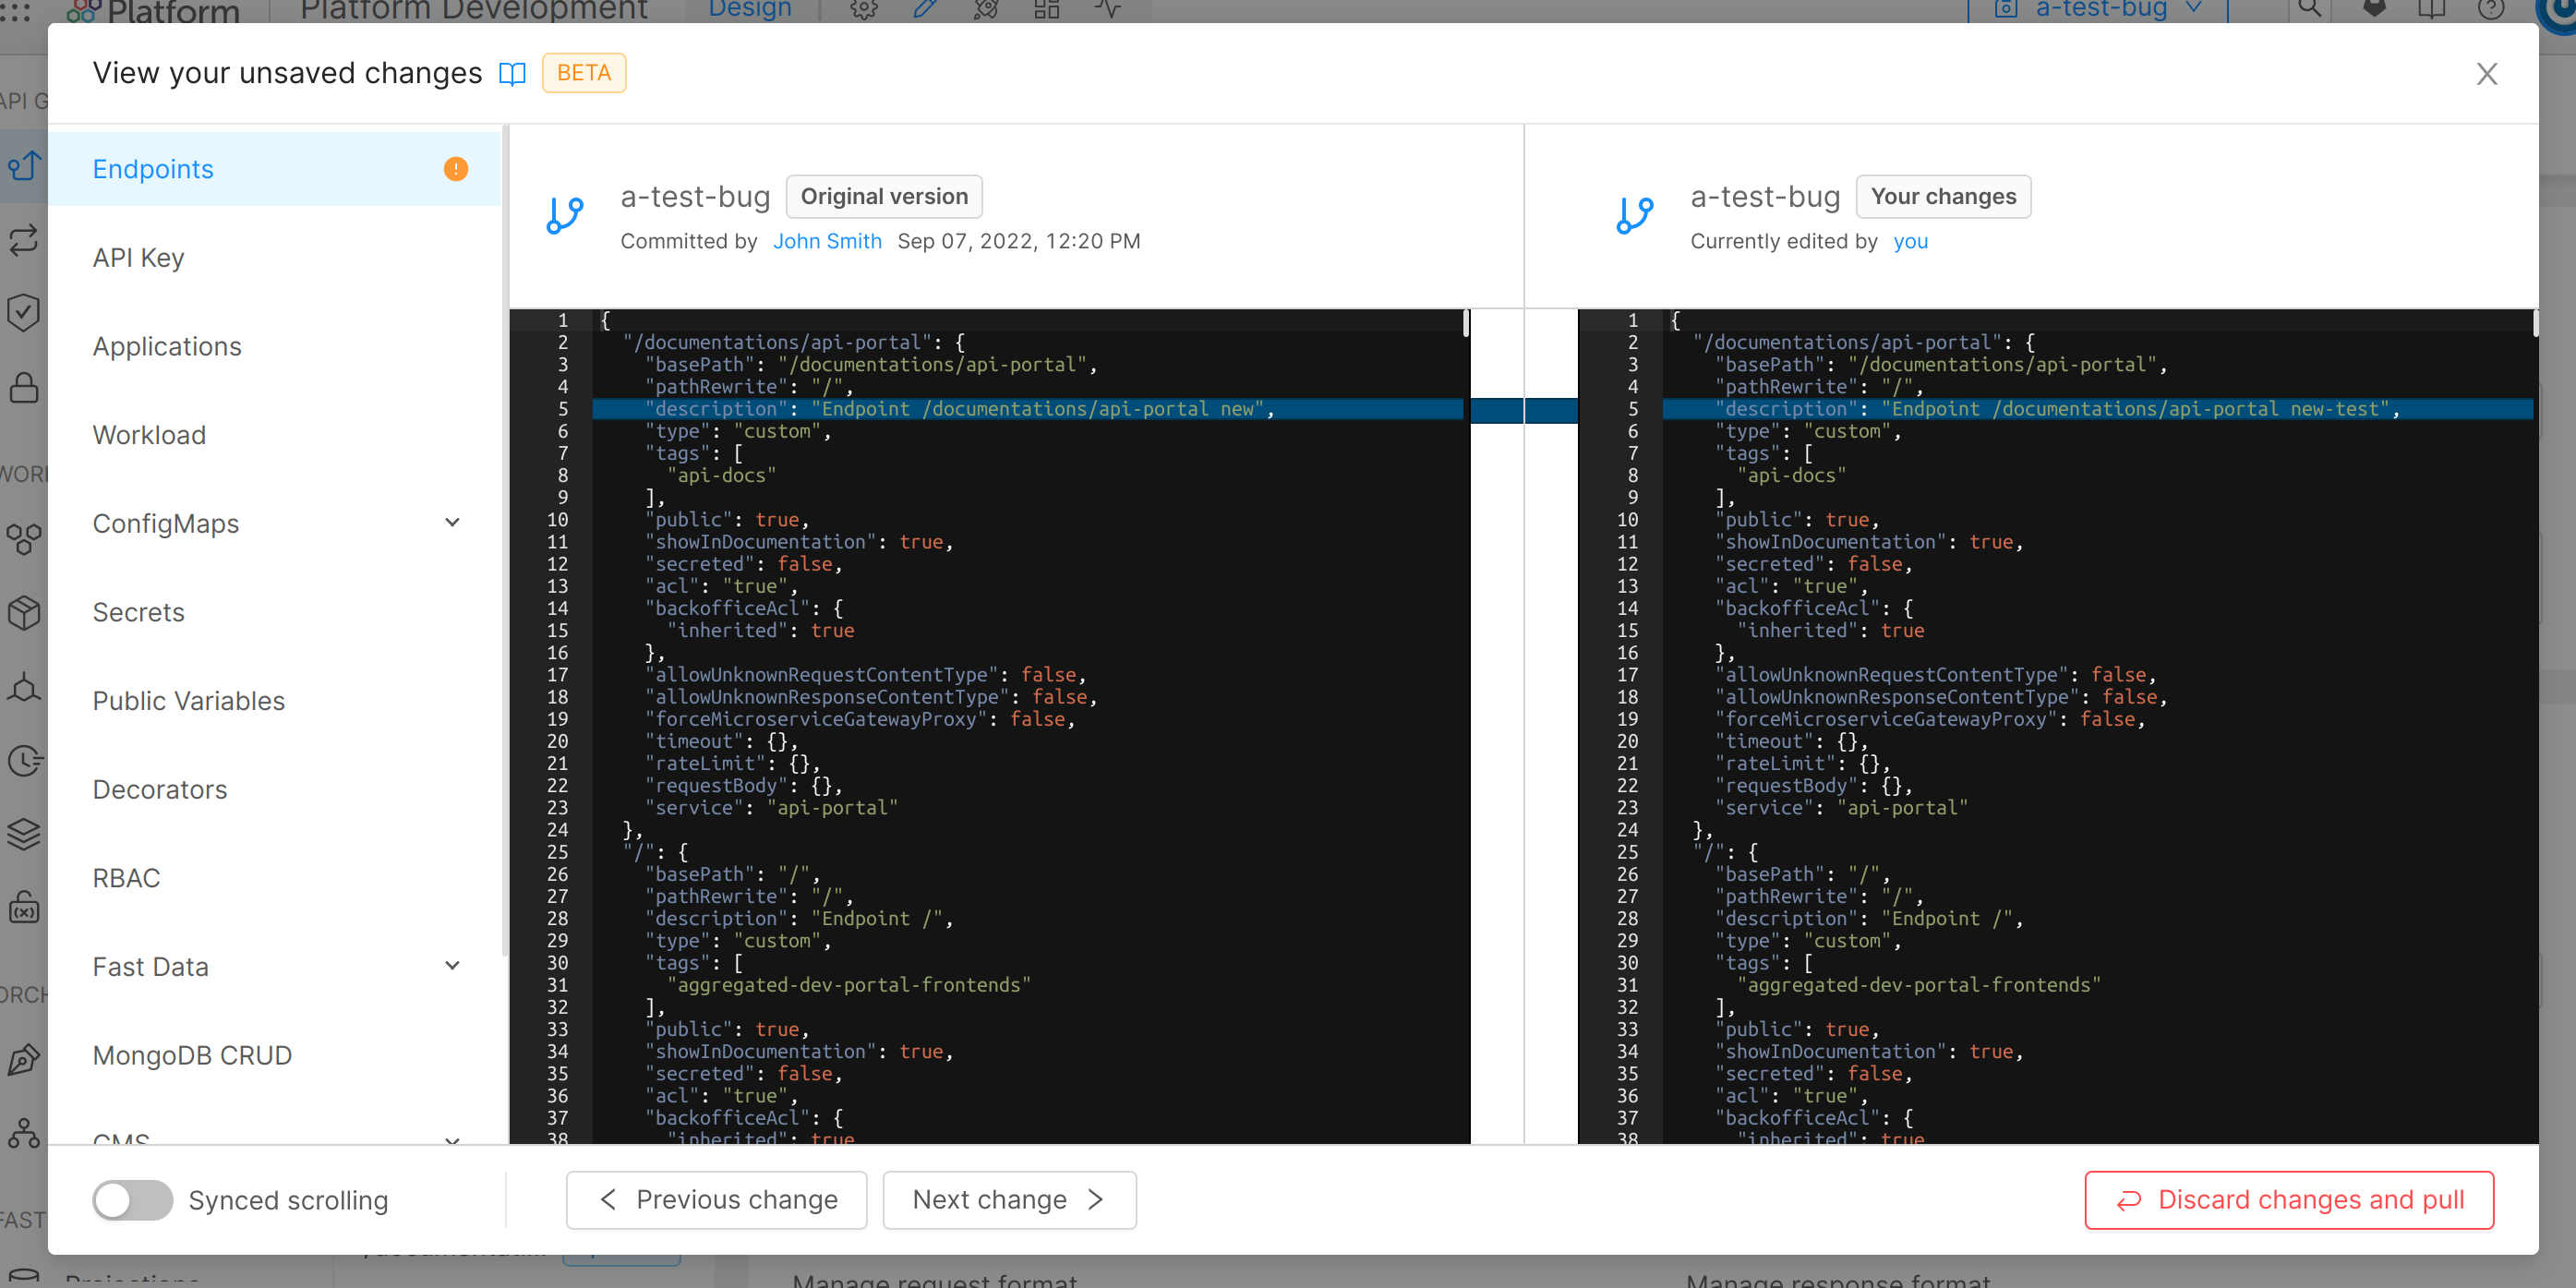 Platform
Platform Development
Design
a-test-bug
View your unsaved changes
BETA
API G
Endpoints
API Key
Applications
Workload
WORK
ConfigMaps
Secrets
Public Variables
Decorators
RBAC
Fast Data
ORCH
MongoDB CRUD
CMS
FAST
a-test-bug Original version
Committed by John Smith Sep 07, 2022, 12:20 PM
a-test-bug Your changes
Currently edited by you
1 {
2 "/documentations/api-portal": {
3 "basePath": "/documentations/api-portal",
4 "pathRewrite": "/",
5 "description": "Endpoint /documentations/api-portal new",
6 "type": "custom",
7 "tags": [
8 "api-docs"
9 ],
10 "public": true,
11 "showInDocumentation": true,
12 "secreted": false,
13 "acl": "true",
14 "backofficeAcl": {
15 "inherited": true
16 },
17 "allowUnknownRequestContentType": false,
18 "allowUnknownResponseContentType": false,
19 "forceMicroserviceGatewayProxy": false,
20 "timeout": {},
21 "rateLimit": {},
22 "requestBody": {},
23 "service": "api-portal"
24 },
25 "/": {
26 "basePath": "/",
27 "pathRewrite": "/",
28 "description": "Endpoint /",
29 "type": "custom",
30 "tags": [
31 "aggregated-dev-portal-frontends"
32 ],
33 "public": true,
34 "showInDocumentation": true,
35 "secreted": false,
36 "acl": "true",
37 "backofficeAcl": {
38 "inherited": true
1 {
2 "/documentations/api-portal": {
3 "basePath": "/documentations/api-portal",
4 "pathRewrite": "/",
5 "description": "Endpoint /documentations/api-portal new-test",
6 "type": "custom",
7 "tags": [
8 "api-docs"
9 ],
10 "public": true,
11 "showInDocumentation": true,
12 "secreted": false,
13 "acl": "true",
14 "backofficeAcl": {
15 "inherited": true
16 },
17 "allowUnknownRequestContentType": false,
18 "allowUnknownResponseContentType": false,
19 "forceMicroserviceGatewayProxy": false,
20 "timeout": {},
21 "rateLimit": {},
22 "requestBody": {},
23 "service": "api-portal"
24 },
25 "/": {
26 "basePath": "/",
27 "pathRewrite": "/",
28 "description": "Endpoint /",
29 "type": "custom",
30 "tags": [
31 "aggregated-dev-portal-frontends"
32 ],
33 "public": true,
34 "showInDocumentation": true,
35 "secreted": false,
36 "acl": "true",
37 "backofficeAcl": {
38 "inherited": true
Synced scrolling
Previous change
Next change
Discard changes and pull
Projections
Manage request format
Manage response format